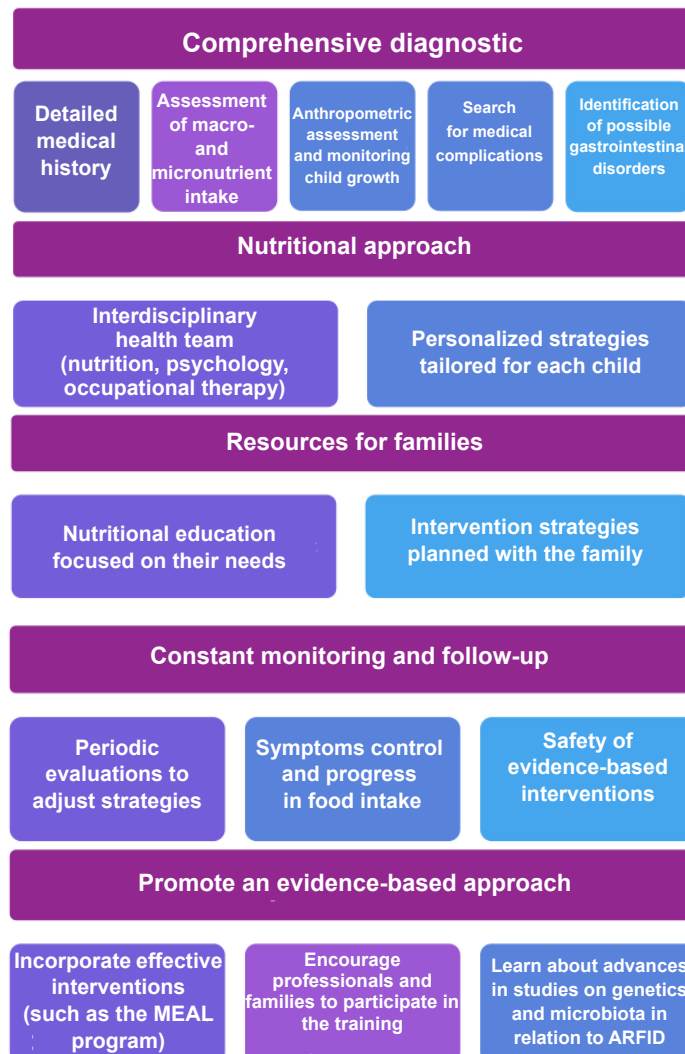 Comprehensive diagnostic
Detailed
medical
history
Assessment
of macro-
and
micronutrient
intake
Anthropometric
assessment
and monitoring
child growth
Search
for medical
complications
Identification
of possible
gastrointestina
disorders
Nutritional approach
Interdisciplinary
health team
(nutrition, psychology,
occupational therapy)
Personalized strategies
tailored for each child
Resources for families
Nutritional education
focused on their needs
Intervention strategies
planned with the family
Constant monitoring and follow-up
Periodic
evaluations to
adjust strategies
Symptoms control
and progress
in food intake
Safety of
evidence-based
interventions
Promote an evidence-based approach
Incorporate effective
interventions
(such as the MEAL
program)
Encourage
professionals and
families to participate in
the training
Learn about advances
in studies on genetics
and microbiota in
relation to ARFID